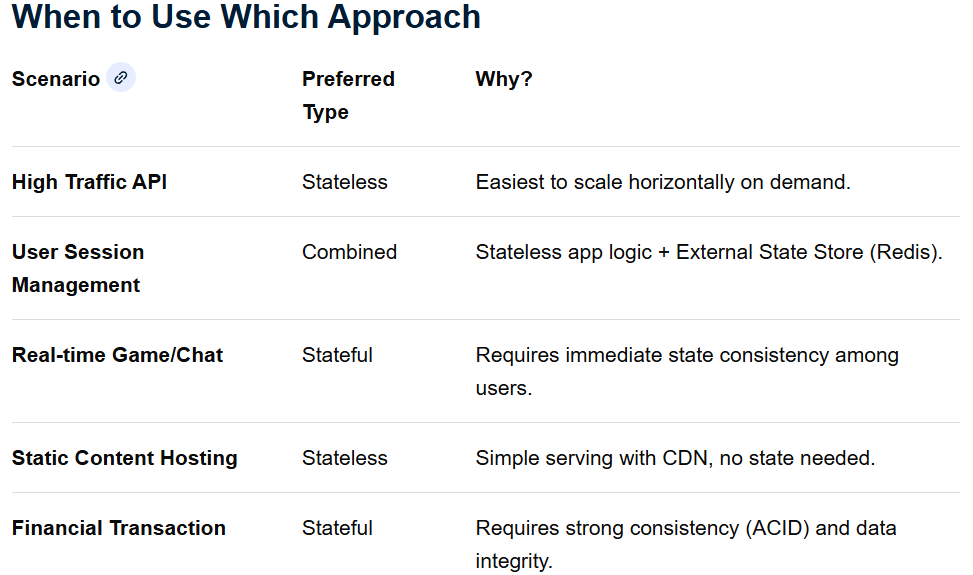 When to Use Which Approach
Scenario Preferred Type Why?
High Traffic API Stateless Easiest to scale horizontally on demand.
User Session Management Combined Stateless app logic + External State Store (Redis).
Real-time Game/Chat Stateful Requires immediate state consistency among users.
Static Content Hosting Stateless Simple serving with CDN, no state needed.
Financial Transaction Stateful Requires strong consistency (ACID) and data integrity.